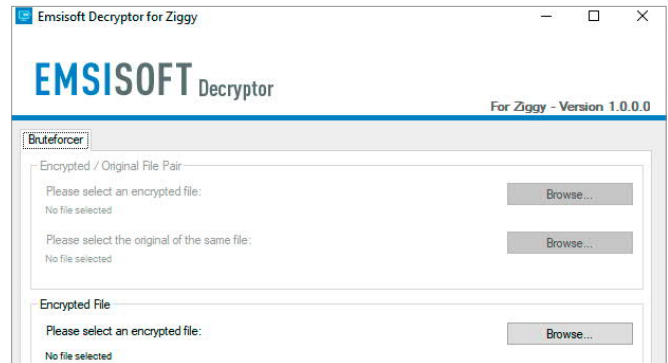 Emsisoft Decryptor for Ziggy
EMSISOFT Decryptor
For Ziggy - Version 1.0.0.0
Bruteforcer
Encrypted / Original File Pair
Please select an encrypted file:
Browse...
No file selected
Please select the original of the same file:
Browse...
No file selected
Encrypted File
Please select an encrypted file:
Browse...
No file selected